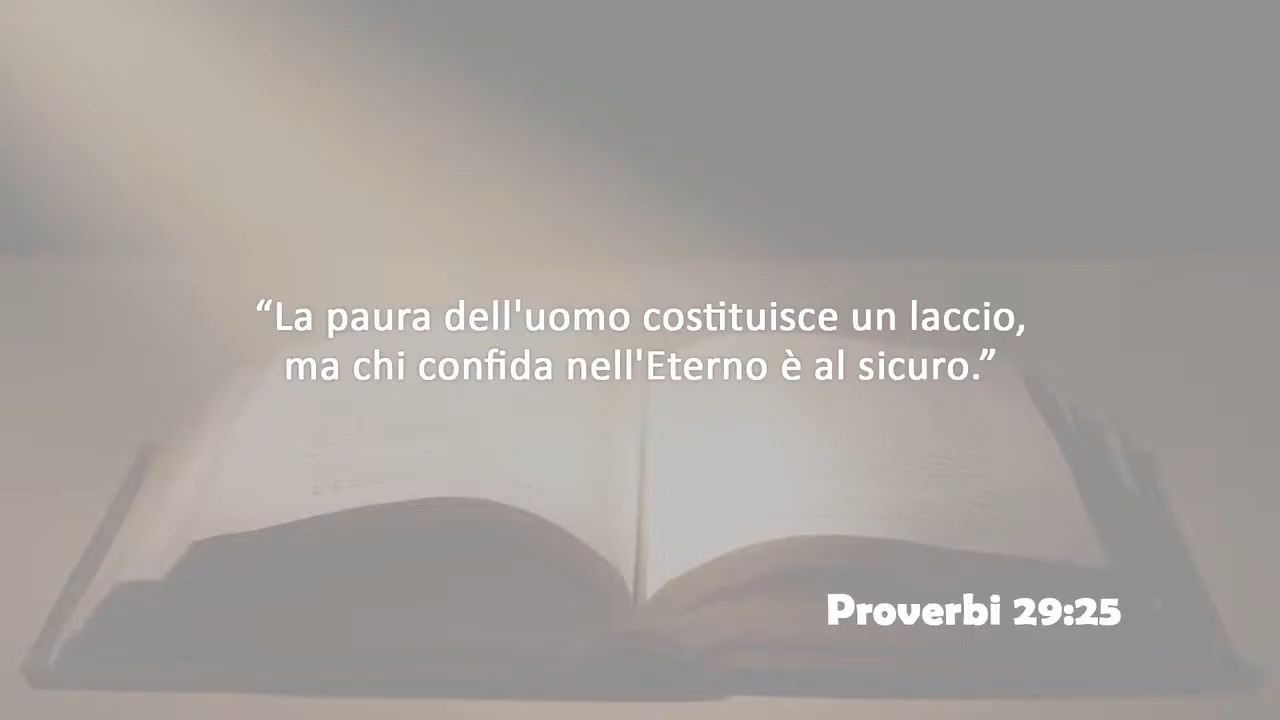 “La paura dell'uomo costituisce un laccio,
ma chi confida nell'Eterno è al sicuro.”
Proverbi 29:25